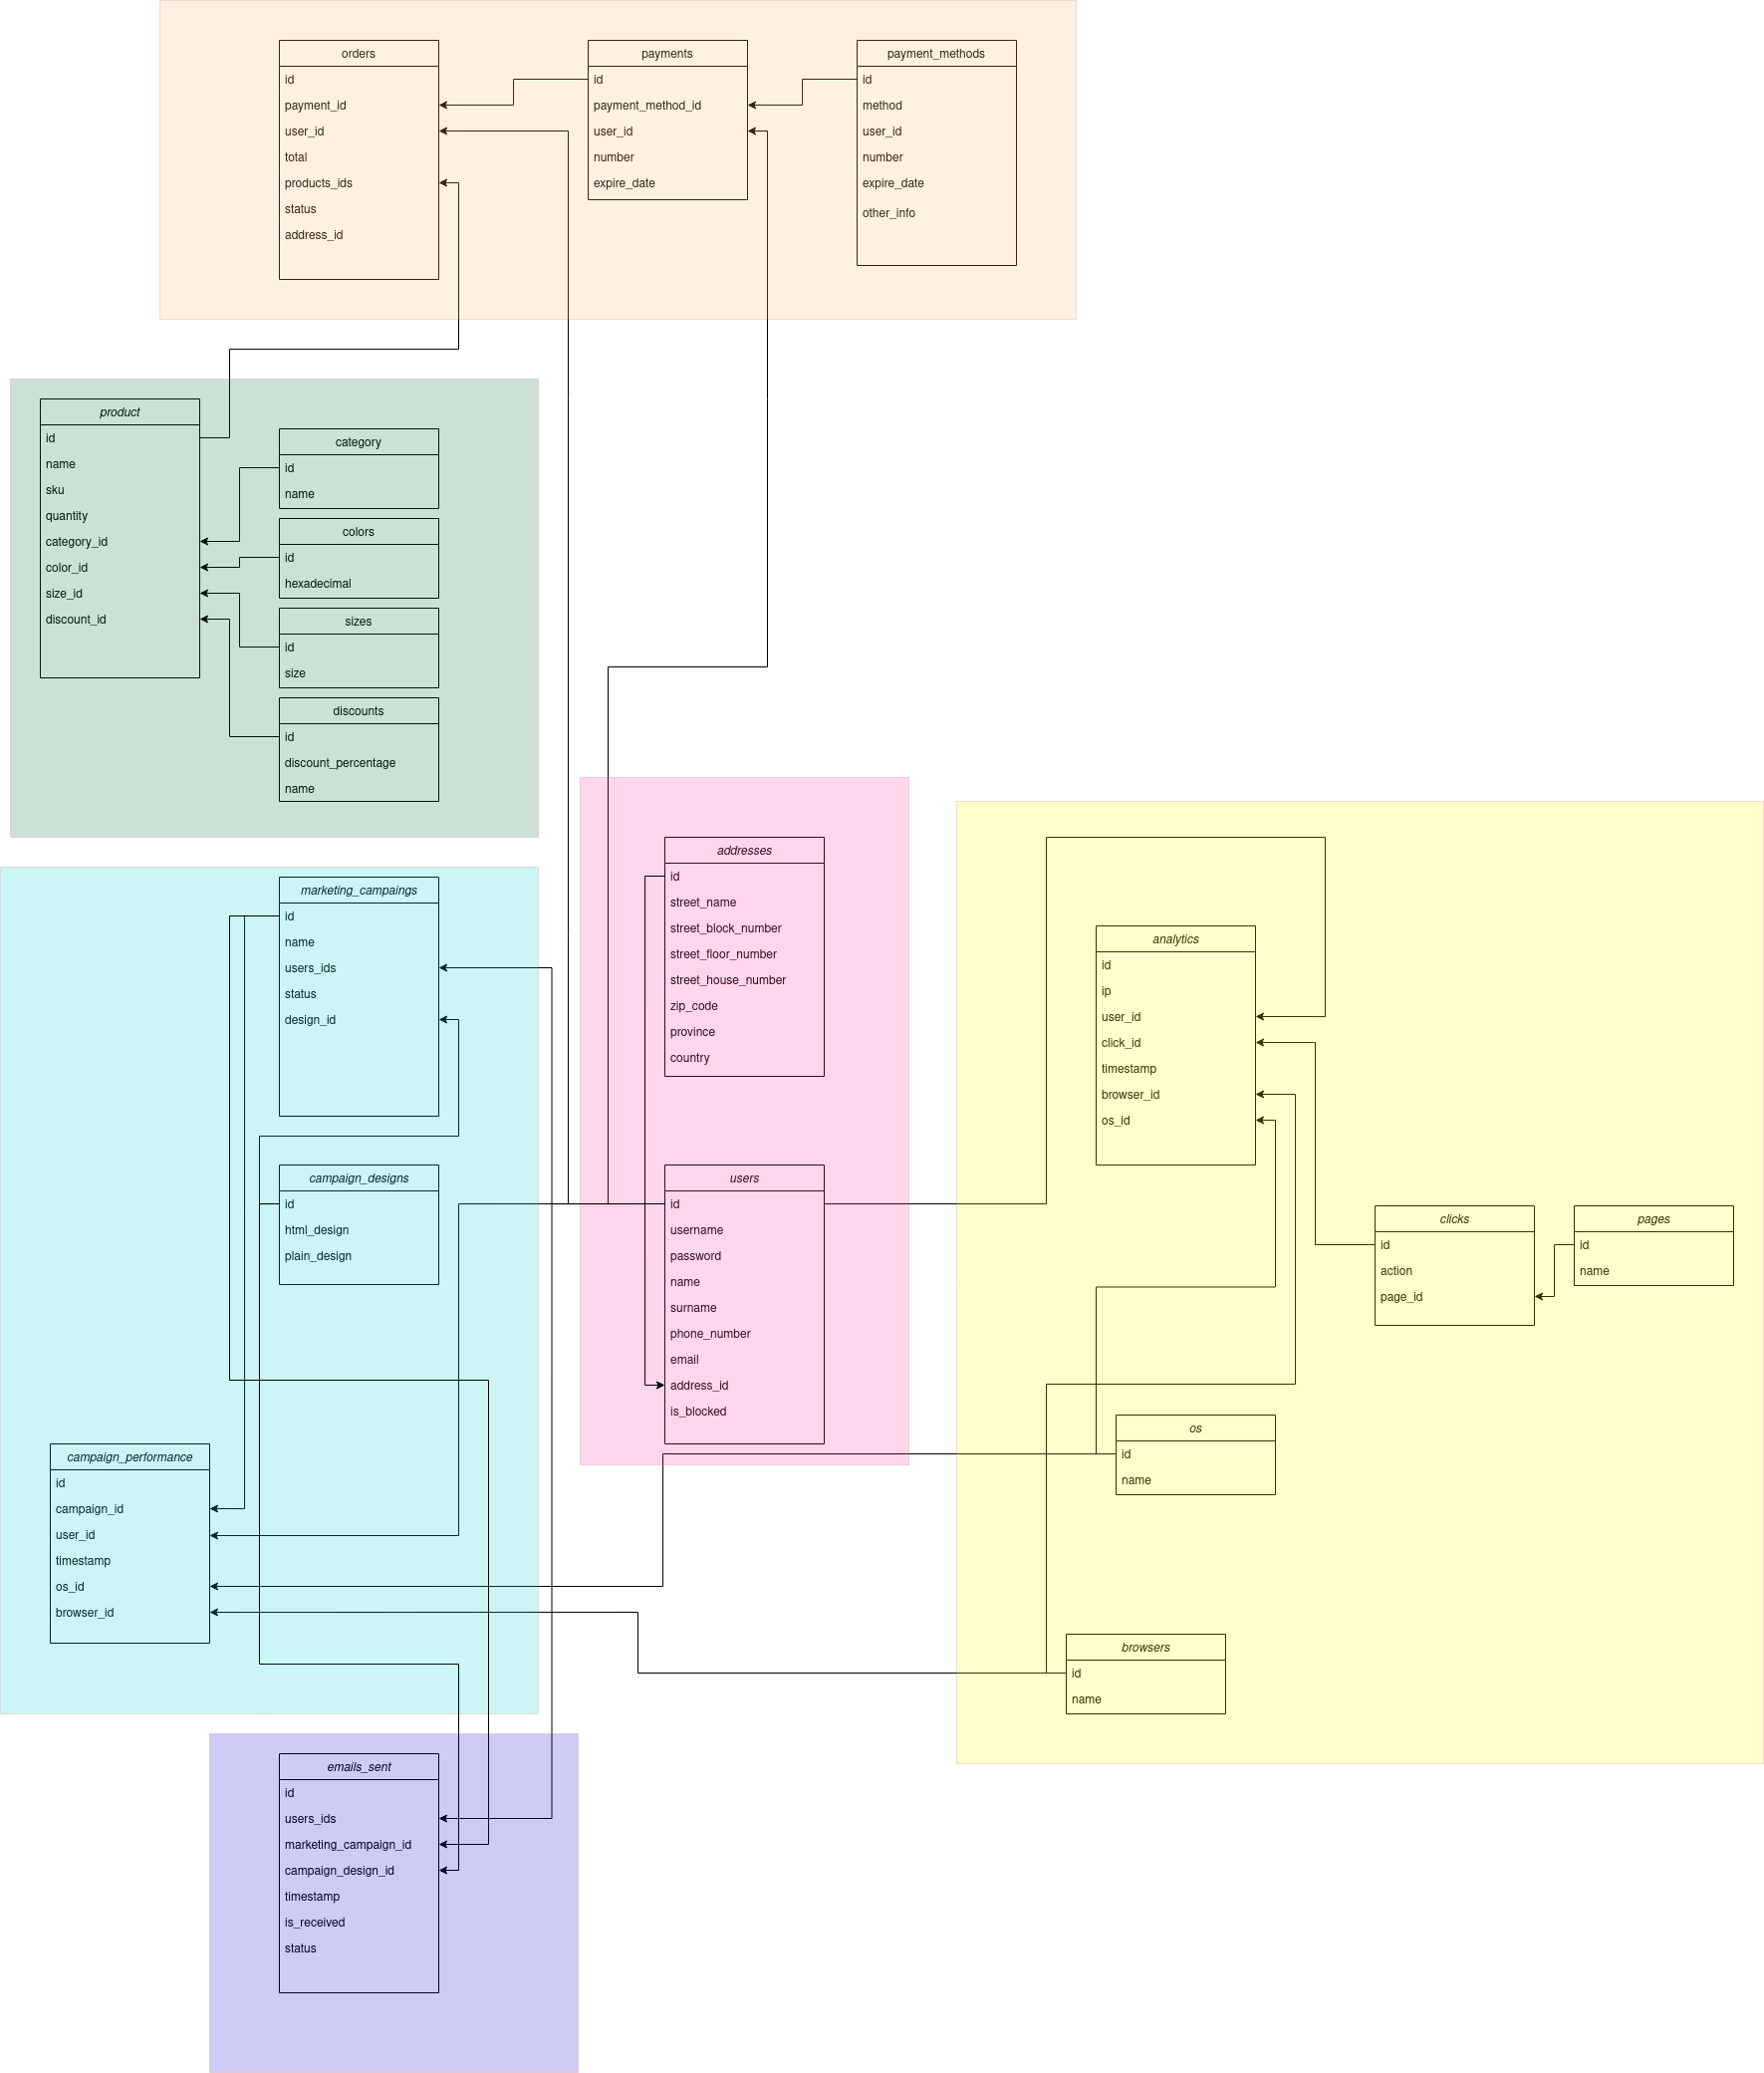 orders
id
payment_id
user_id
total
products_ids
status
address_id
payments
id
payment_method_id
user_id
number
expire_date
payment_methods
id
method
user_id
number
expire_date
other_info
product
id
name
sku
quantity
category_id
color_id
size_id
discount_id
category
id
name
colors
id
hexadecimal
sizes
id
size
discounts
id
discount_percentage
name
marketing_campaings
id
name
users_ids
status
design_id
campaign_designs
id
html_design
plain_design
campaign_performance
id
campaign_id
user_id
timestamp
os_id
browser_id
addresses
id
street_name
street_block_number
street_floor_number
street_house_number
zip_code
province
country
users
id
username
password
name
surname
phone_number
email
address_id
is_blocked
analytics
id
ip
user_id
click_id
timestamp
browser_id
os_id
clicks
id
action
page_id
pages
id
name
os
id
name
browsers
id
name
emails_sent
id
users_ids
marketing_campaign_id
campaign_design_id
timestamp
is_received
status